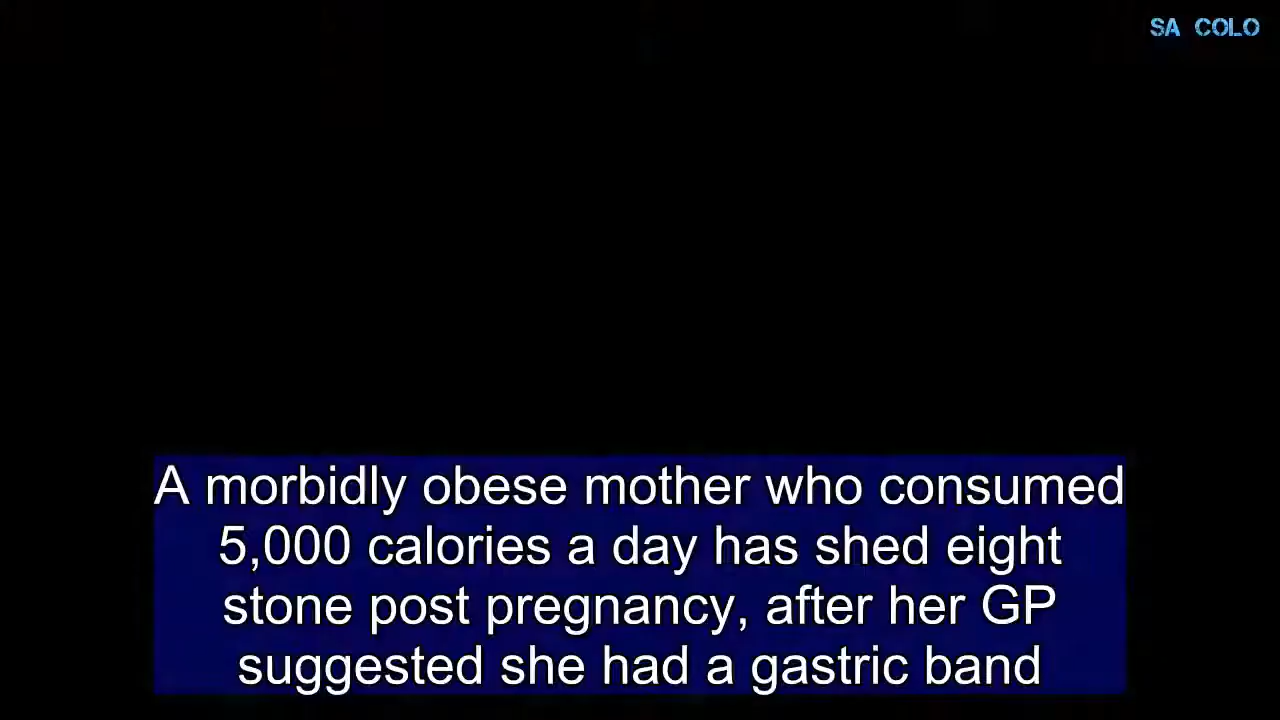 SA COLO
A morbidly obese mother who consumed
5,000 calories a day has shed eight
stone post pregnancy, after her GP
suggested she had a gastric band